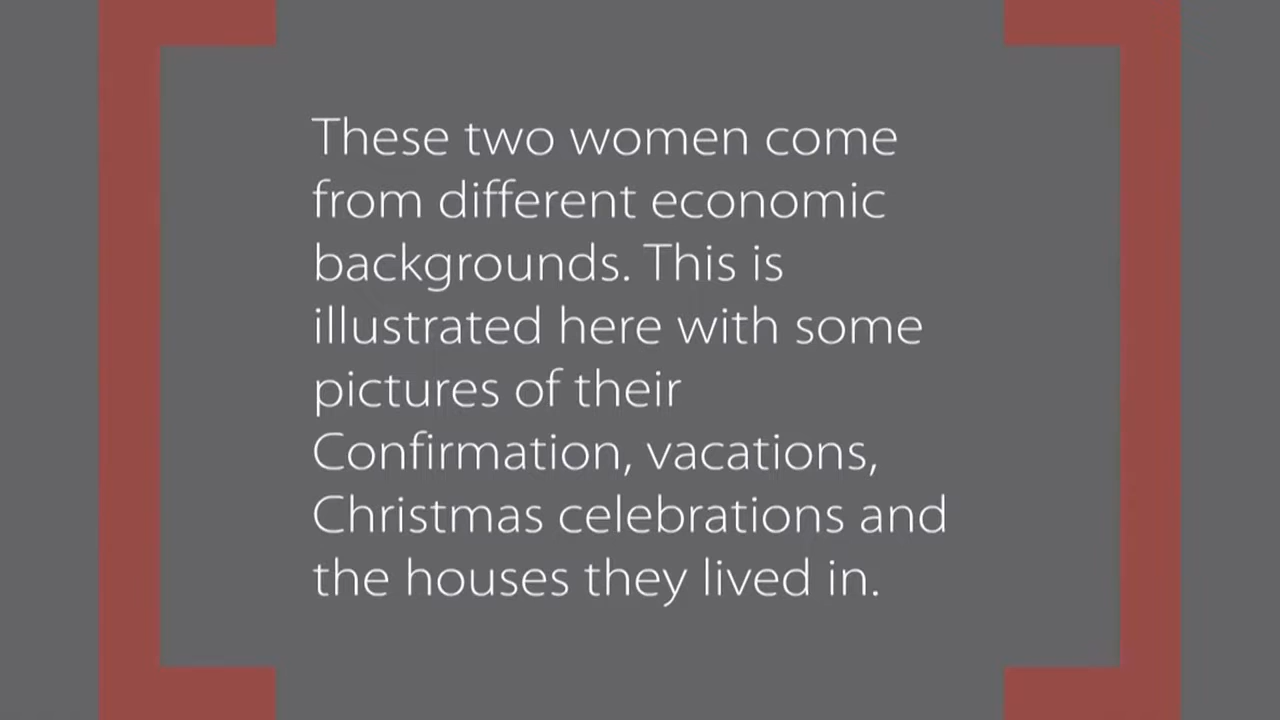 These two women come
from different economic
backgrounds. This is
illustrated here with some
pictures of their
Confirmation, vacations,
Christmas celebrations and
the houses they lived in.